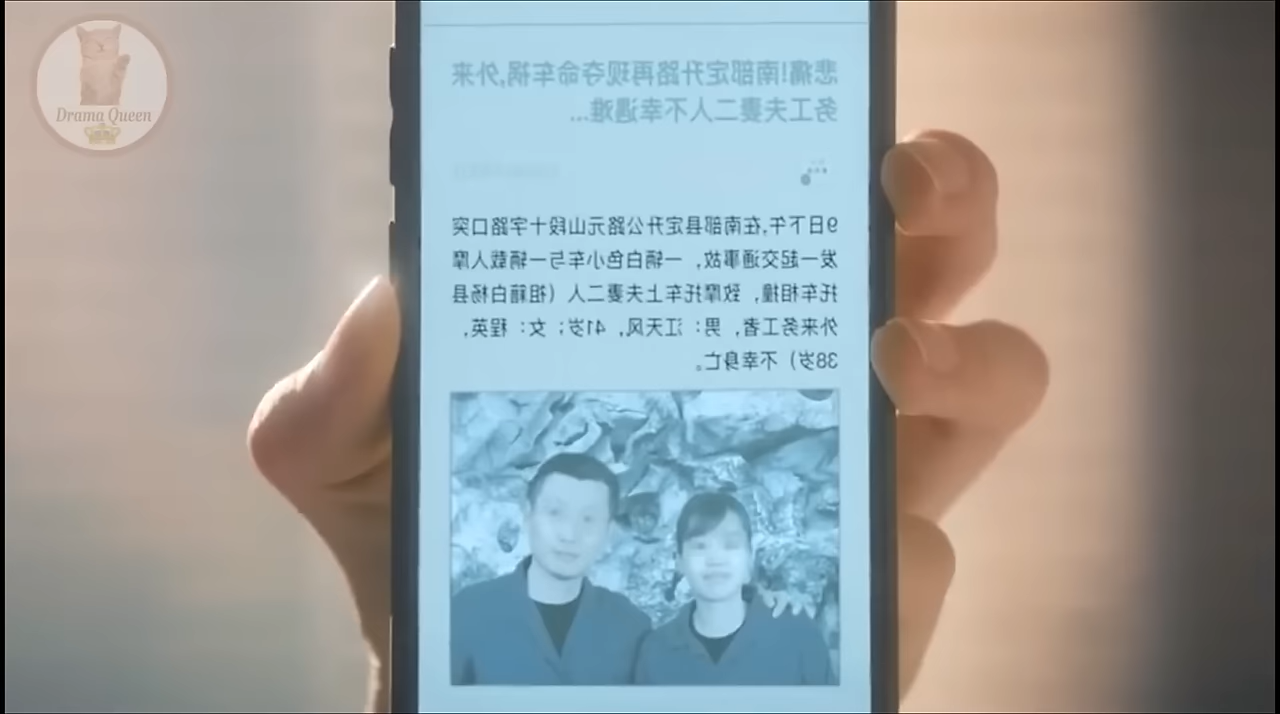 Drama Queen
悲痛!南部定升路再现夺命车祸,外来
务工夫妻二人不幸遇难...
9日下午,在南部县定升公路元山段十字路口突
发一起交通事故，一辆白色小车与一辆载人摩
托车相撞，致摩托车上夫妻二人（祖籍白杨县
外来务工者，男：江天风，41岁；女：程英，
38岁）不幸身亡。